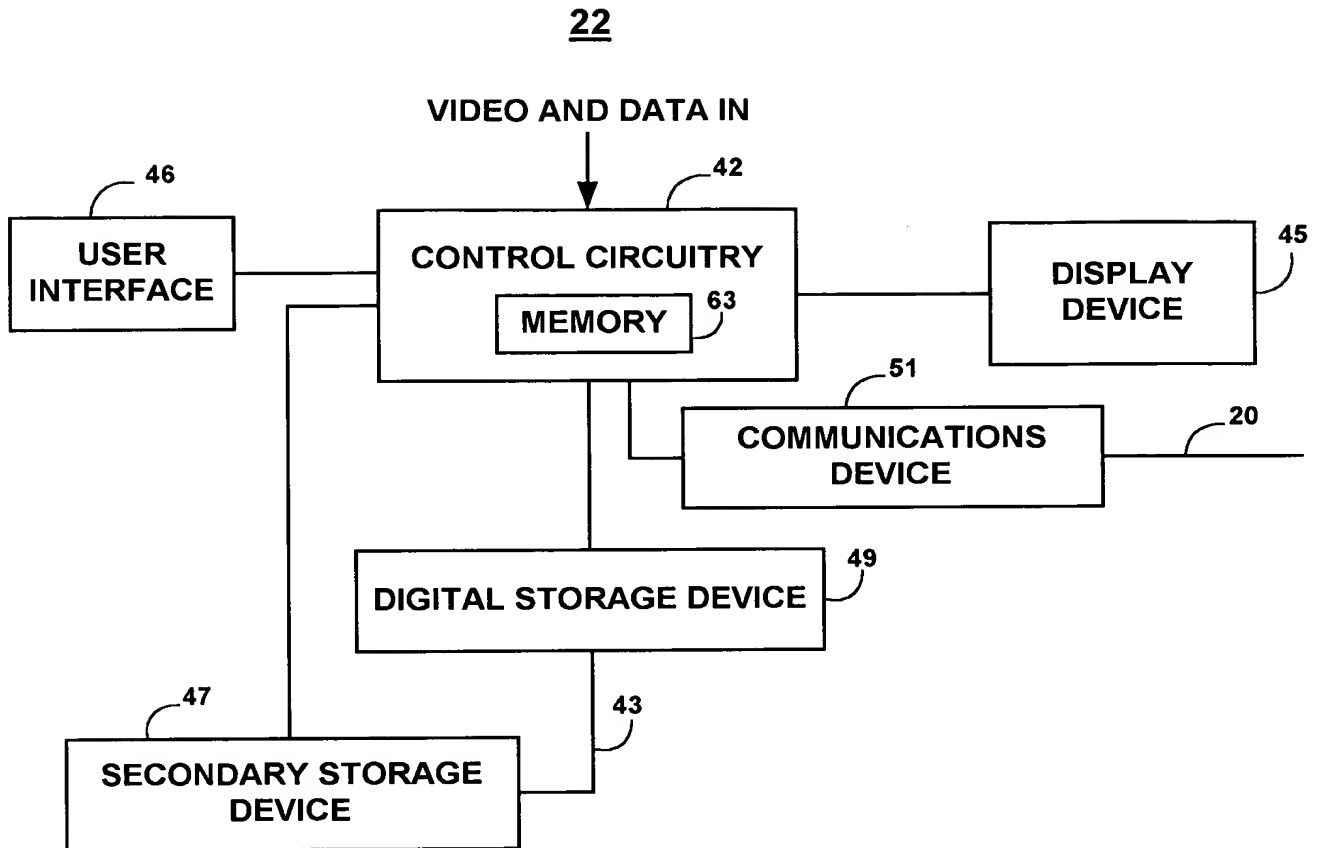 22
VIDEO AND DATA IN
46
42
USER
INTERFACE
CONTROL CIRCUITRY
MEMORY
63
DISPLAY
DEVICE
45
51
COMMUNICATIONS
DEVICE
20
DIGITAL STORAGE DEVICE
49
47
43
SECONDARY STORAGE
DEVICE